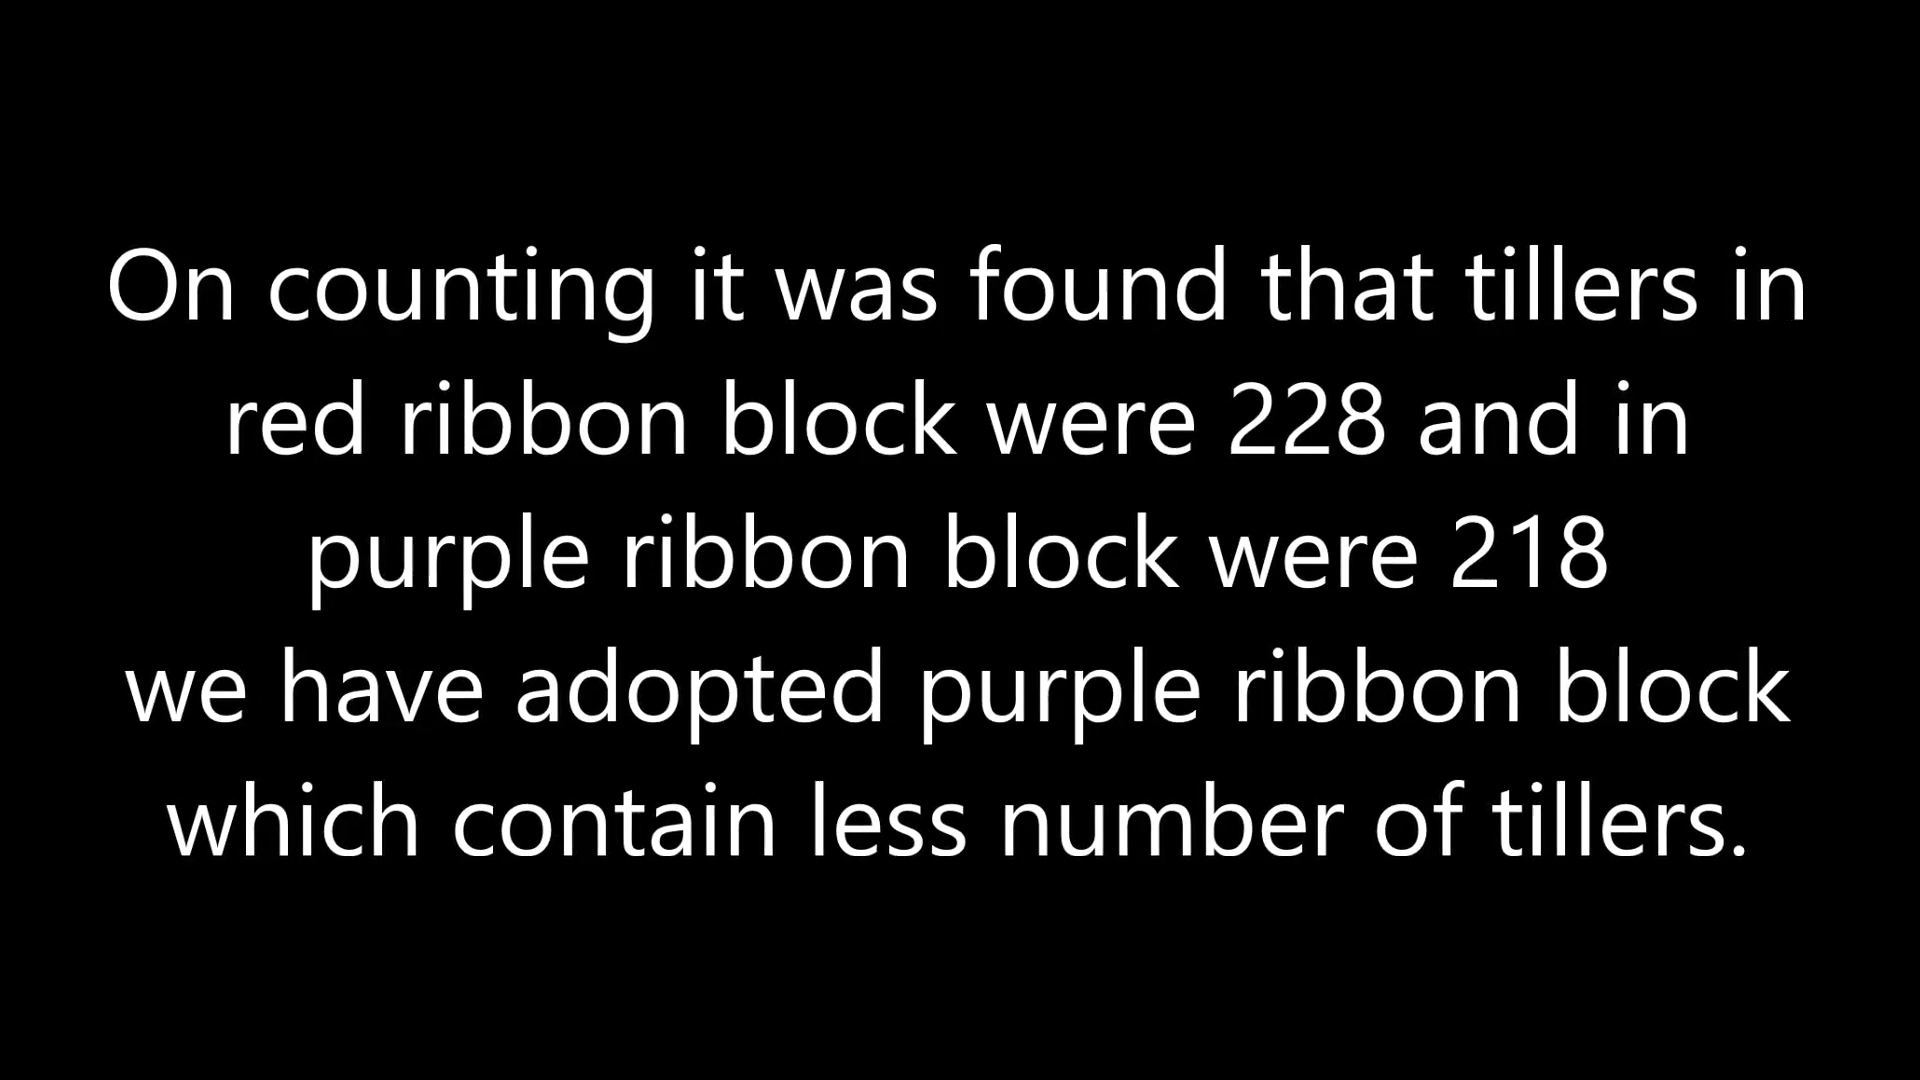 On counting it was found that tillers in
red ribbon block were 228 and in
purple ribbon block were 218
we have adopted purple ribbon block
which contain less number of tillers.